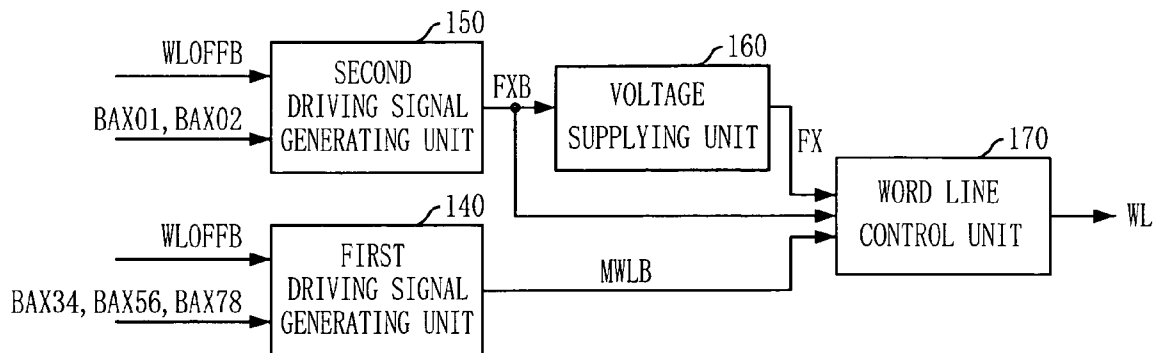 150
WLOFFB
SECOND
DRIVING SIGNAL
GENERATING UNIT
BAX01, BAX02
FXB
160
VOLTAGE
SUPPLYING UNIT
FX
170
WORD LINE
CONTROL UNIT
WL
140
WLOFFB
FIRST
DRIVING SIGNAL
GENERATING UNIT
BAX34, BAX56, BAX78
MWLB